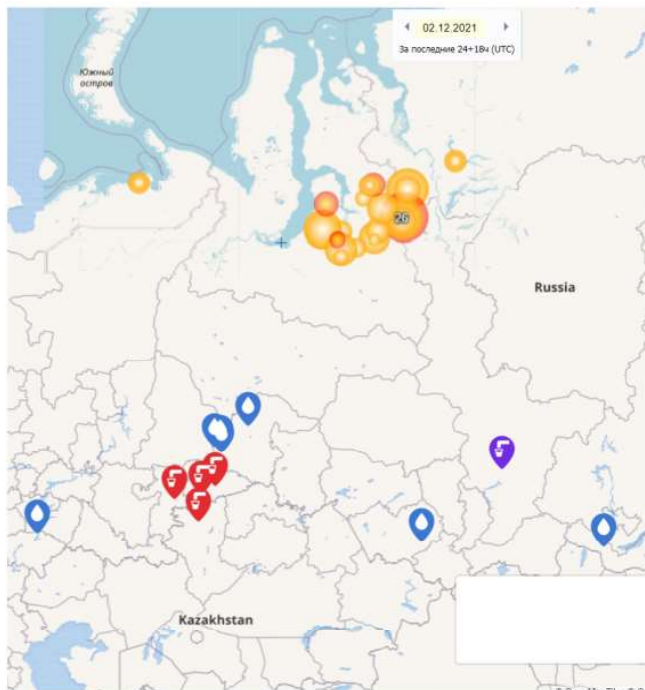 02.12.2021
За последние 24+18ч (UTC)
Южный
остров
26
Russia
Kazakhstan